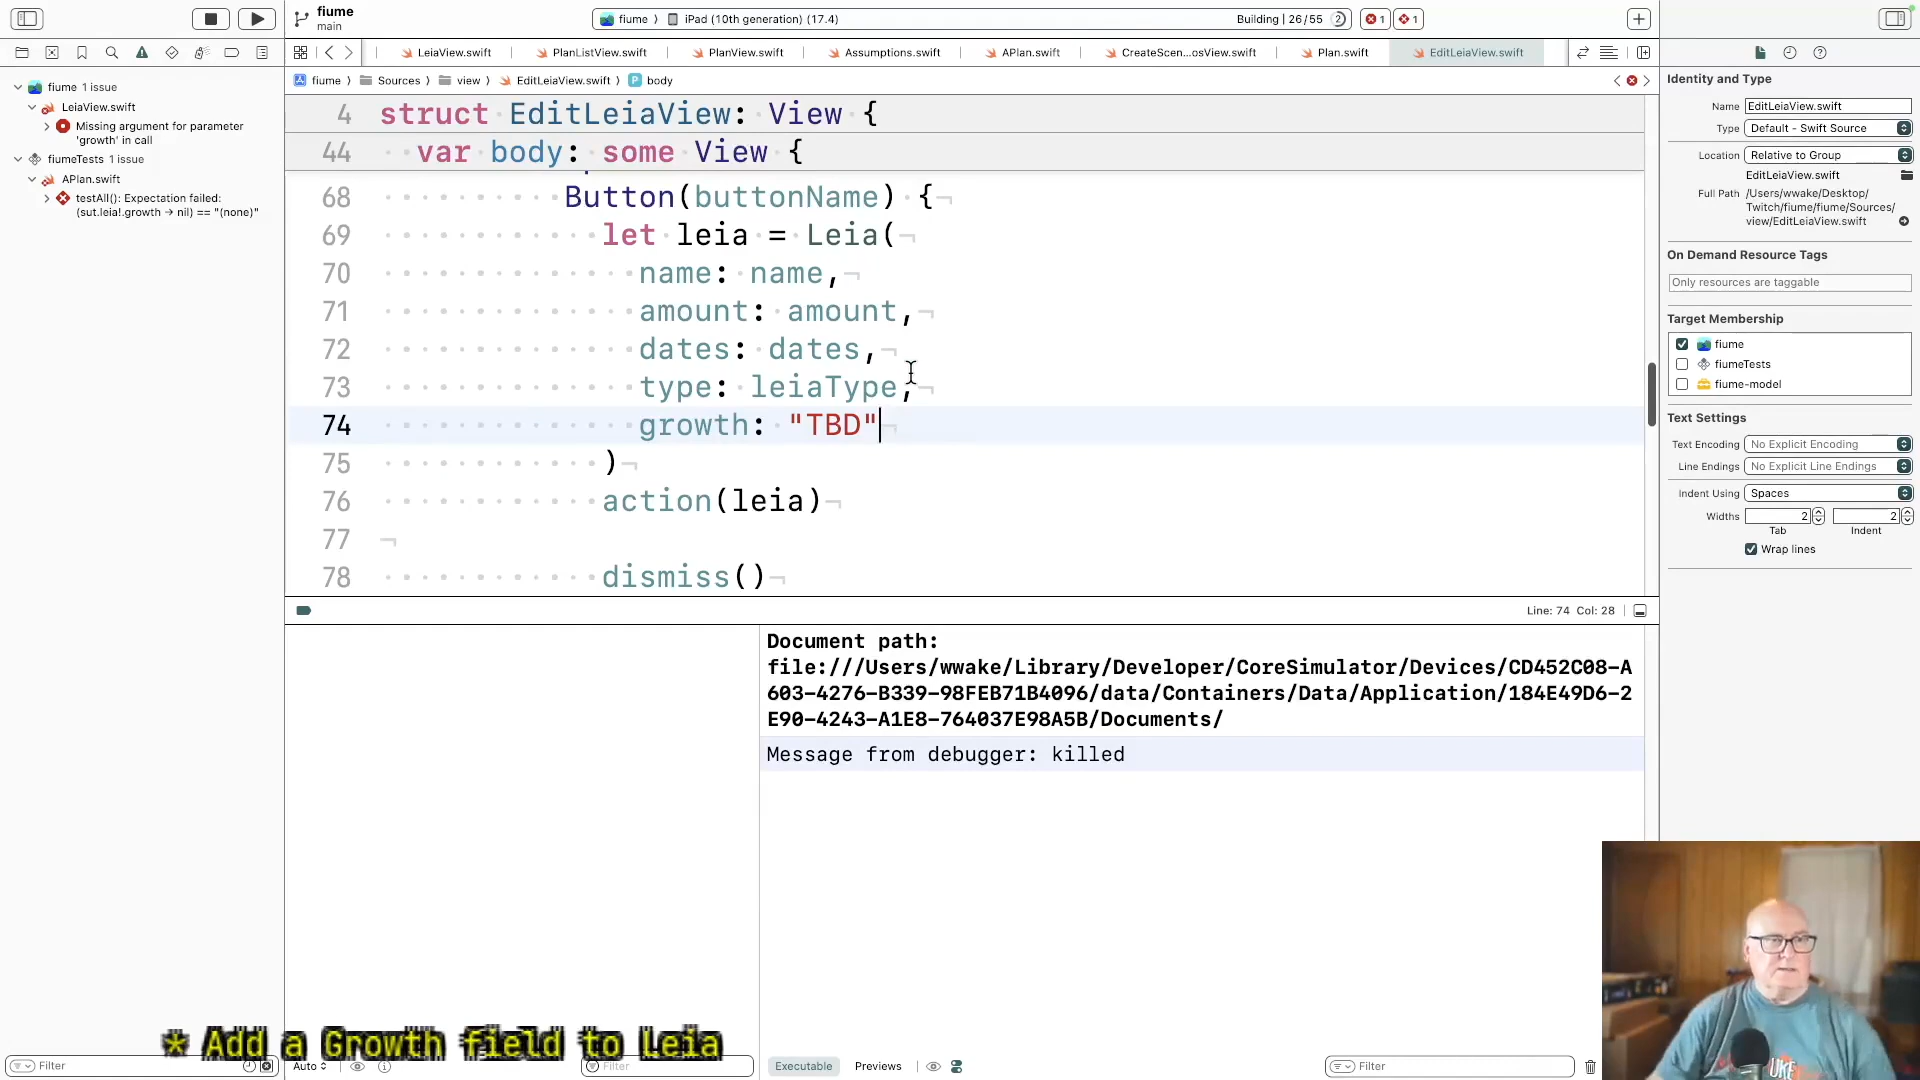 fiume
main
fiume 〉 iPad (10th generation) (17.4)
Building | 26/55 2
1 1
LeiaView.swift PlanListView.swift PlanView.swift Assumptions.swift APlan.swift CreateScen...osView.swift Plan.swift EditLeiaView.swift
fiume 〉 Sources 〉 view 〉 EditLeiaView.swift 〉 P body
fiume 1 issue
LeiaView.swift
Missing argument for parameter
'growth' in call
fiumeTests 1 issue
APlan.swift
testAll(): Expectation failed:
(sut.leia!.growth → nil) == "(none)"
Filter
4 struct EditLeiaView: View {
44 var body: some View {
68 Button(buttonName) {
69 let leia = Leia(
70 name: name,
71 amount: amount,
72 dates: dates,
73 type: leiaType,
74 growth: "TBD"
75 )
76 action(leia)
77
78 dismiss()
Line: 74 Col: 28
Document path:
file:///Users/wwake/Library/Developer/CoreSimulator/Devices/CD452C08-A
603-4276-B339-98FEB71B4096/data/Containers/Data/Application/184E49D6-2
E90-4243-A1E8-764037E98A5B/Documents/
Message from debugger: killed
Auto
Filter
Executable Previews
Filter
* Add a Growth field to Leia
Identity and Type
Name EditLeiaView.swift
Type Default - Swift Source
Location Relative to Group
EditLeiaView.swift
Full Path /Users/wwake/Desktop/
Twitch/fiume/fiume/Sources/
view/EditLeiaView.swift
On Demand Resource Tags
Only resources are taggable
Target Membership
fiume
fiumeTests
fiume-model
Text Settings
Text Encoding No Explicit Encoding
Line Endings No Explicit Line Endings
Indent Using Spaces
Widths 2 2
Tab Indent
Wrap lines